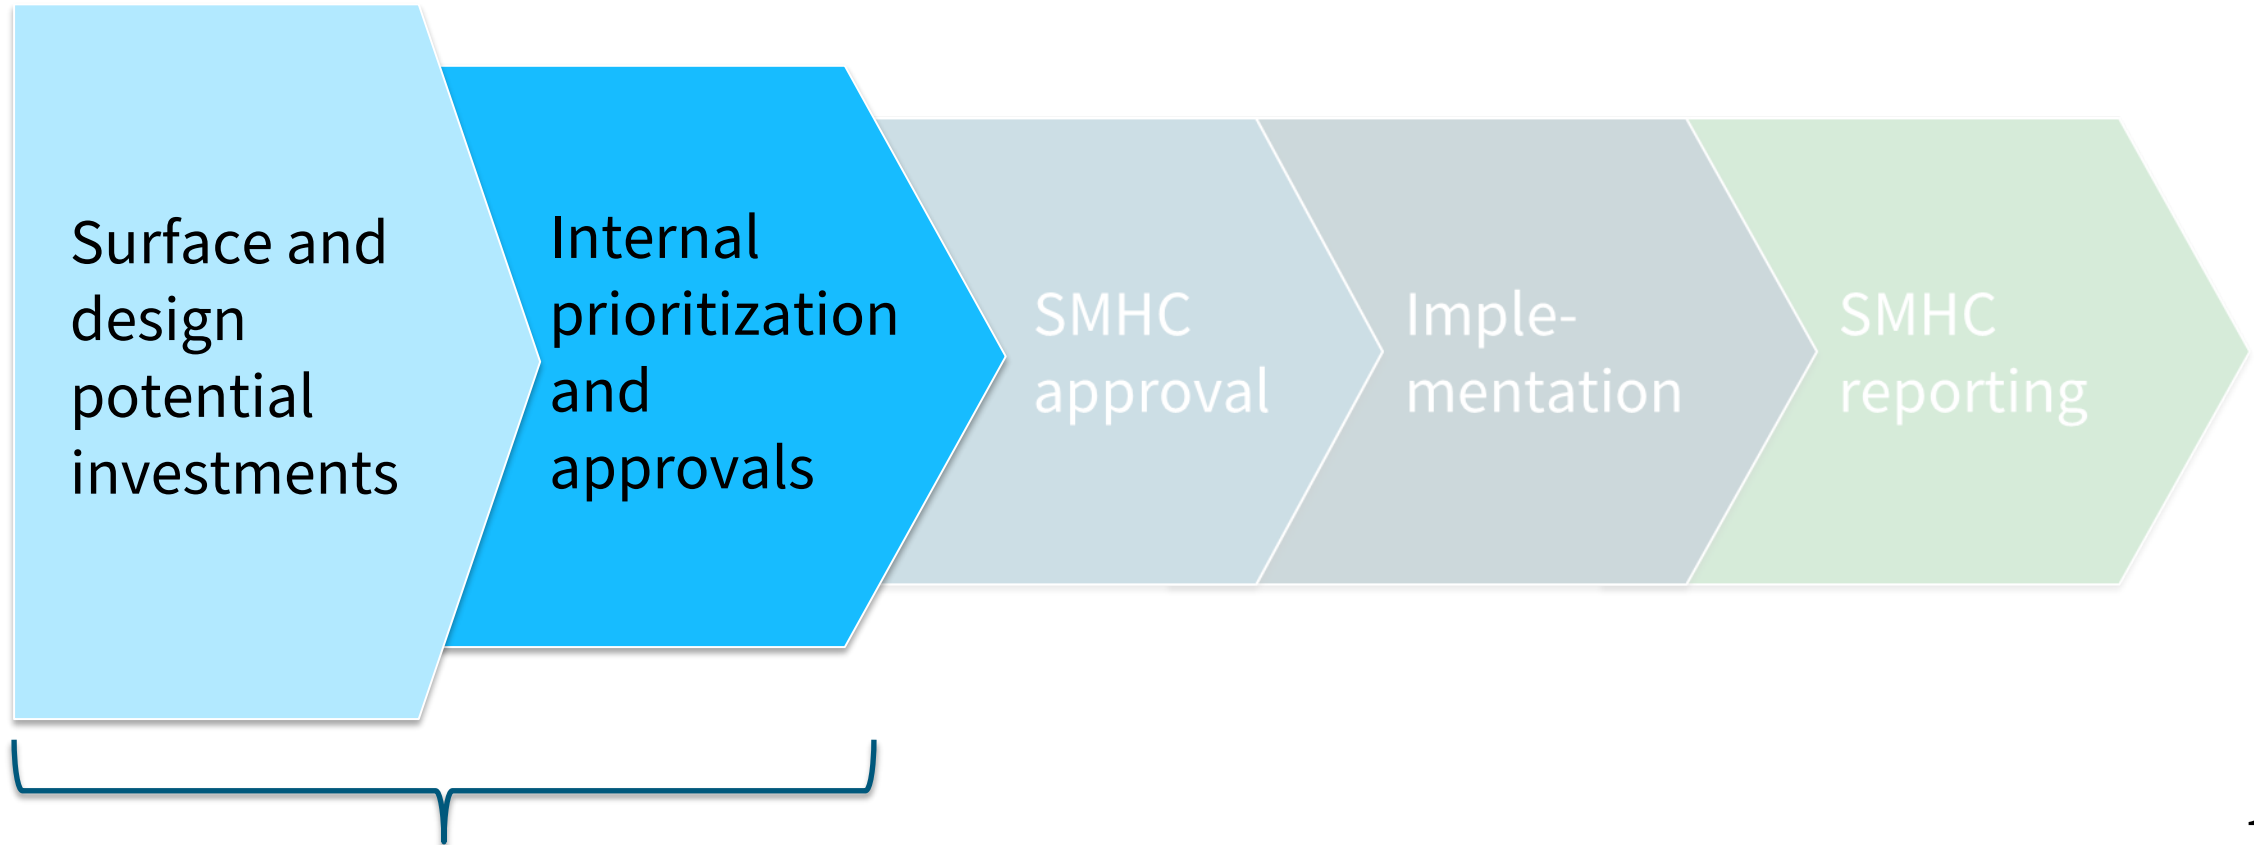 Surface and
design
potential
investments
Internal
prioritization
and
approvals
SMHC
approval
Imple-
mentation
SMHC
reporting